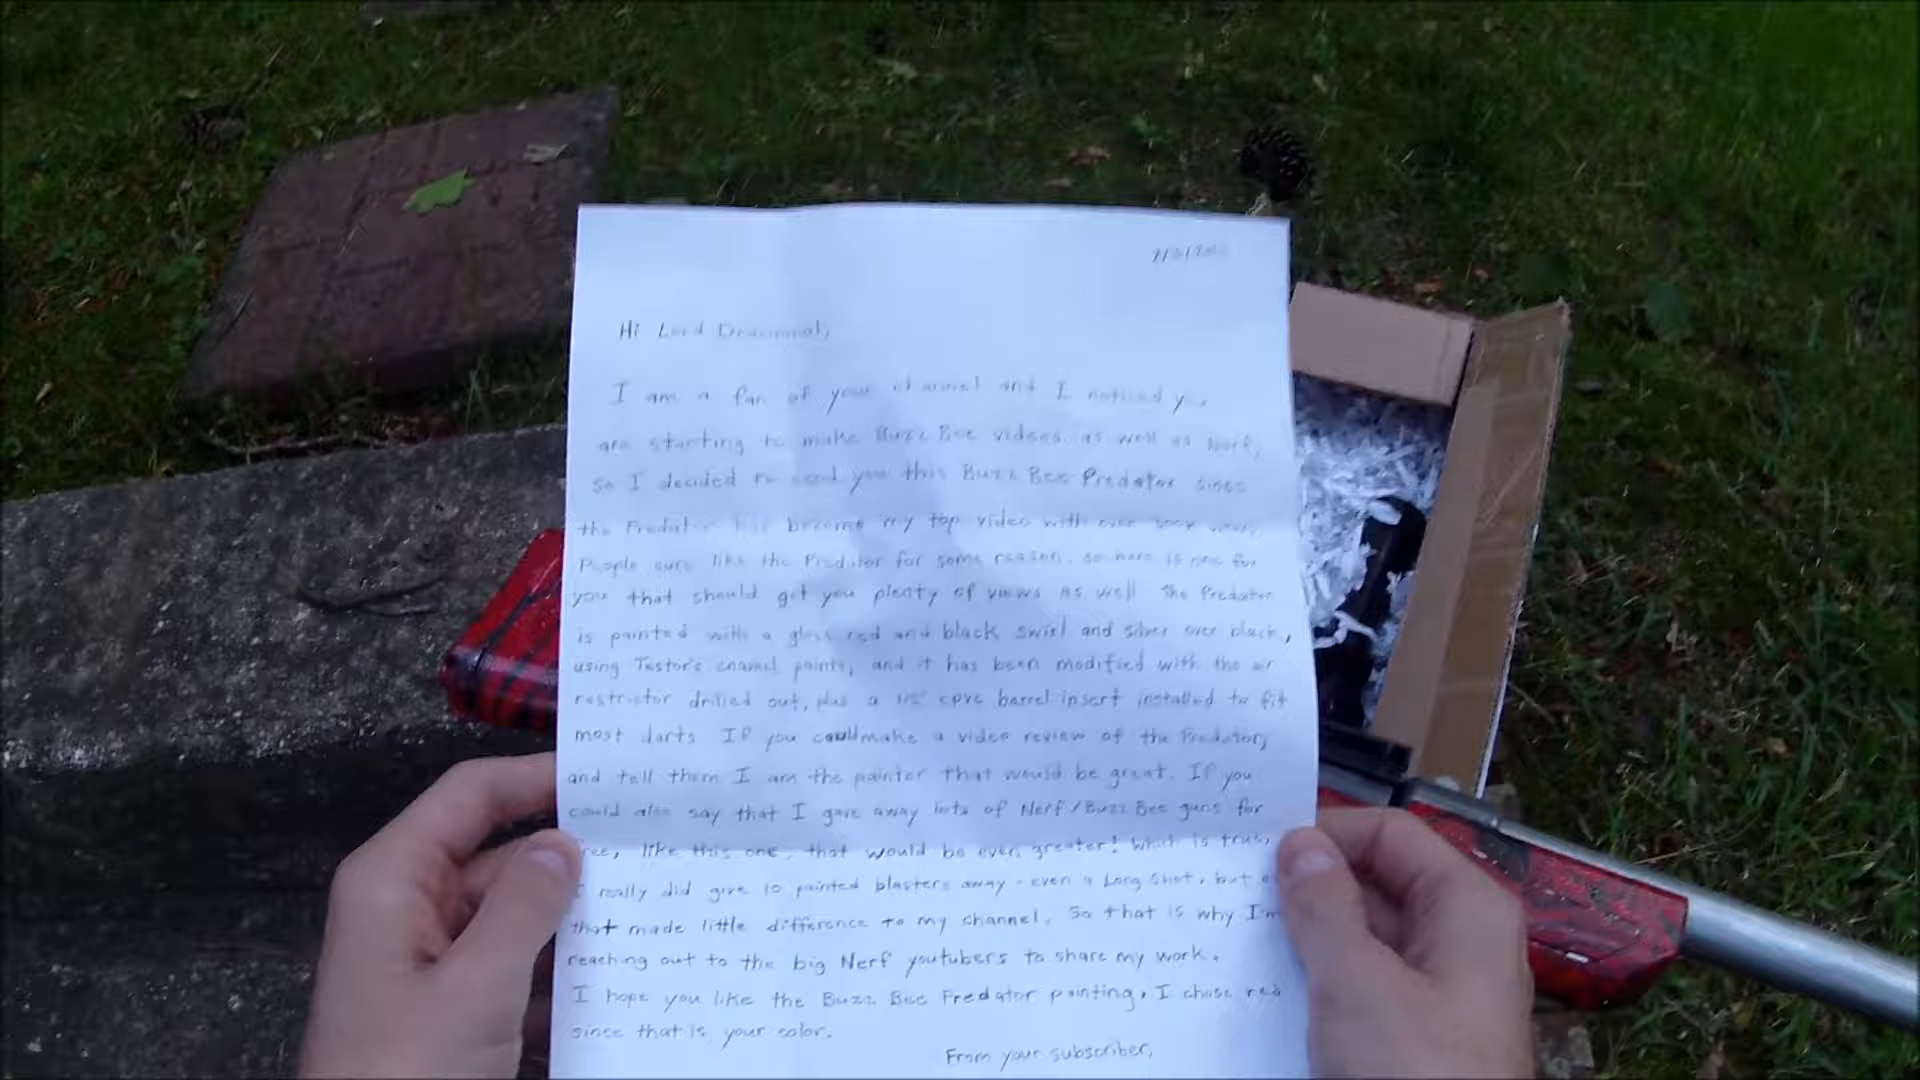 Hi Lord Draconical,
I am a fan of your channel and I noticed
are starting to make Buzz Bee videos as well as Nerf,
so I decided to send you this Buzz Bee Predator since
the Predator has become my top video with over
People sure like the Predator for some reason, so here is one for
you that should get you plenty of views as well. The Predator
is painted with a gloss red and black swirl and silver over black,
using Testor's enamel paints, and it has been modified with the air
restrictor drilled out, plus a 1/2" cpvc barrel insert installed to fit
most darts. If you could make a video review of the Predator,
and tell them I am the painter that would be great. If you
could also say that I gave away lots of Nerf/Buzz Bee guns for
free, like this one, that would be even greater! Which is true,
I really did give 10 painted blasters away - even a Long Shot, but
that made little difference to my channel. So that is why I'm
reaching out to the big Nerf youtubers to share my work.
I hope you like the Buzz Bee Predator painting, I chose red
since that is your color.
From your subscriber,